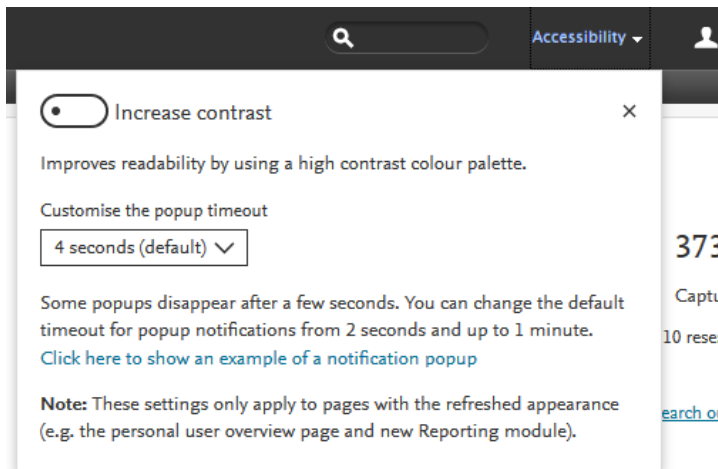 Accessibility
Increase contrast
Improves readability by using a high contrast colour palette.
Customise the popup timeout
4 seconds (default)
Some popups disappear after a few seconds. You can change the default
timeout for popup notifications from 2 seconds and up to 1 minute.
Click here to show an example of a notification popup
Note: These settings only apply to pages with the refreshed appearance
(e.g. the personal user overview page and new Reporting module).
373
Captu
10 rese
earch o